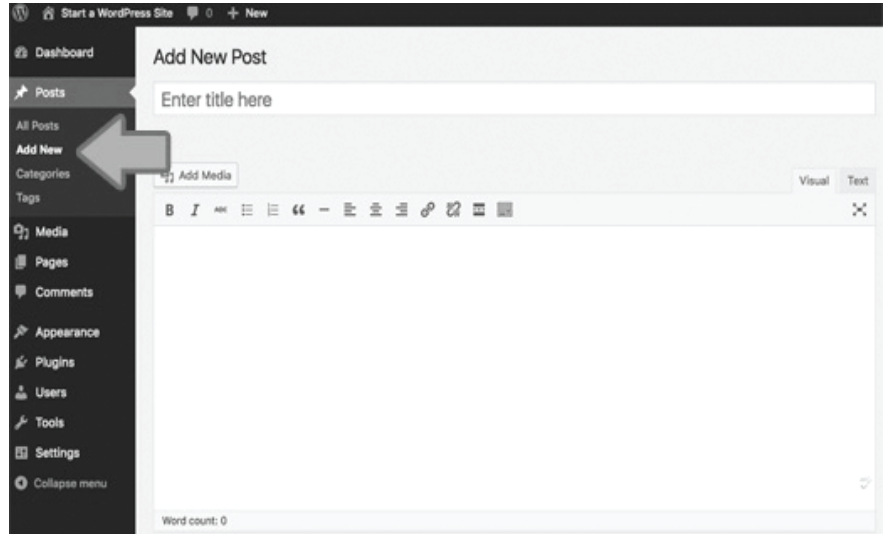 Start a WordPress Site 0 + New
Dashboard
Posts
All Posts
Add New
Categories
Tags
Media
Pages
Comments
Appearance
Plugins
Users
Tools
Settings
Collapse menu
Add New Post
Enter title here
Add Media
Visual Text
B I ABC
Word count: 0